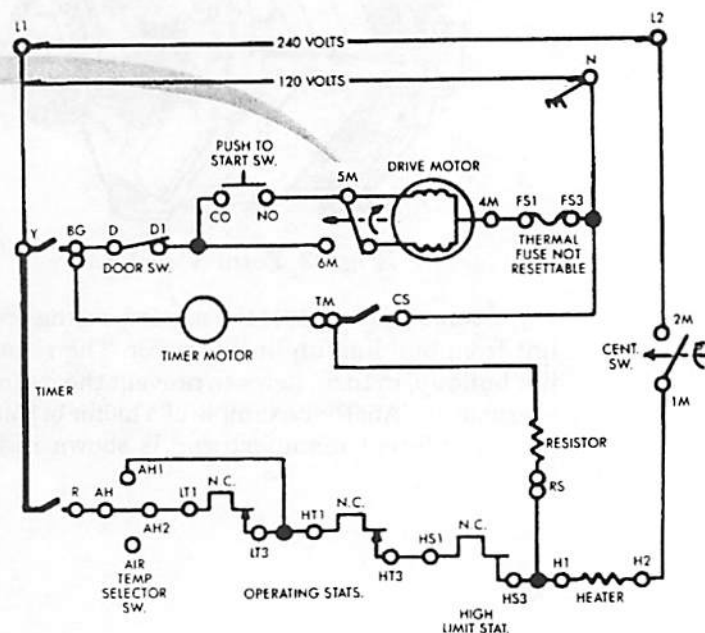 L1
L2
240 VOLTS
120 VOLTS
N
PUSH TO
START SW.
DRIVE MOTOR
5M
CO
NO
4M
FS1
FS3
Y
BG
D
D1
DOOR SW.
6M
THERMAL
FUSE NOT
RESETTABLE
TM
CS
TIMER MOTOR
2M
CENT.
SW.
1M
TIMER
RESISTOR
RS
AH1
R
AH
AH2
LT1
N.C.
LT3
HT1
N.C.
HT3
HS1
N.C.
HS3
H1
H2
HEATER
AIR
TEMP
SELECTOR
SW.
OPERATING STATS.
HIGH
LIMIT STAT.